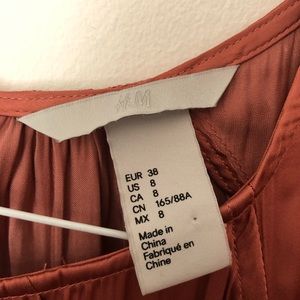 H&M
EUR 38
US 8
CA 8
CN 165/88A
MX 8
Made in
China
Fabriqué en
Chine